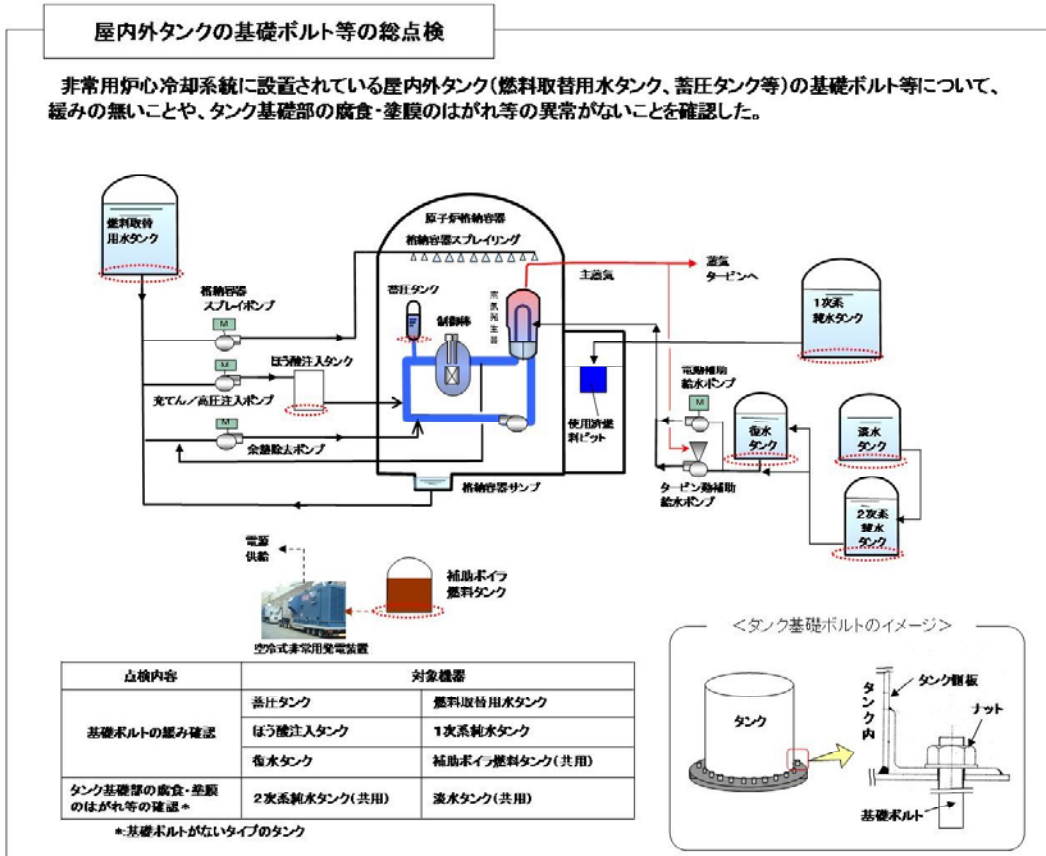 屋内外タンクの基礎ボルト等の総点検
非常用炉心冷却系統に設置されている屋内外タンク(燃料取替用水タンク、蓄圧タンク等)の基礎ボルト等について、
緩みの無いことや、タンク基礎部の腐食・塗膜のはがれ等の異常がないことを確認した。
燃料取替
用水タンク
原子炉格納容器
格納容器スプレイリング
主蒸気
蒸気
タービンへ
格納容器
スプレイポンプ
蓄圧タンク
制御棒
蒸気発生器
1次系
純水タンク
ほう酸注入タンク
充てん/高圧注入ポンプ
電動補助
給水ポンプ
使用済燃
料ピット
復水
タンク
淡水
タンク
余熱除去ポンプ
格納容器サンプ
タービン動補助
給水ポンプ
2次系
純水
タンク
M
M
M
M
電源
供給
補助ボイラ
燃料タンク
空冷式非常用発電装置
点検内容 対象機器
基礎ボルトの緩み確認 蓄圧タンク 燃料取替用水タンク
ほう酸注入タンク 1次系純水タンク
復水タンク 補助ボイラ燃料タンク(共用)
タンク基礎部の腐食・塗膜
のはがれ等の確認* 2次系純水タンク(共用) 淡水タンク(共用)
*:基礎ボルトがないタイプのタンク
<タンク基礎ボルトのイメージ>
タンク
タンク内
タンク側板
ナット
基礎ボルト